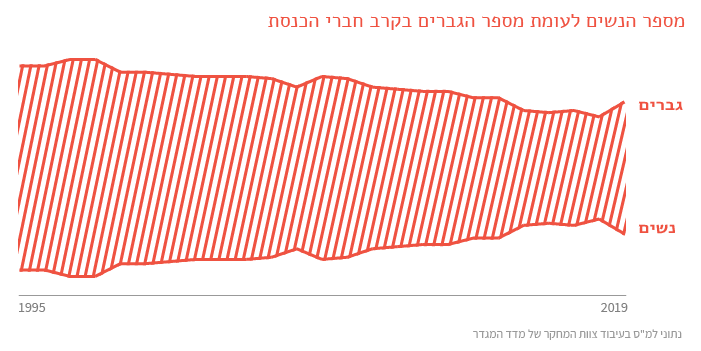 מספר הנשים לעומת מספר הגברים בקרב חברי הכנסת
גברים
נשים
1995 2019
נתוני למ"ס בעיבוד צוות המחקר של מדד המגדר